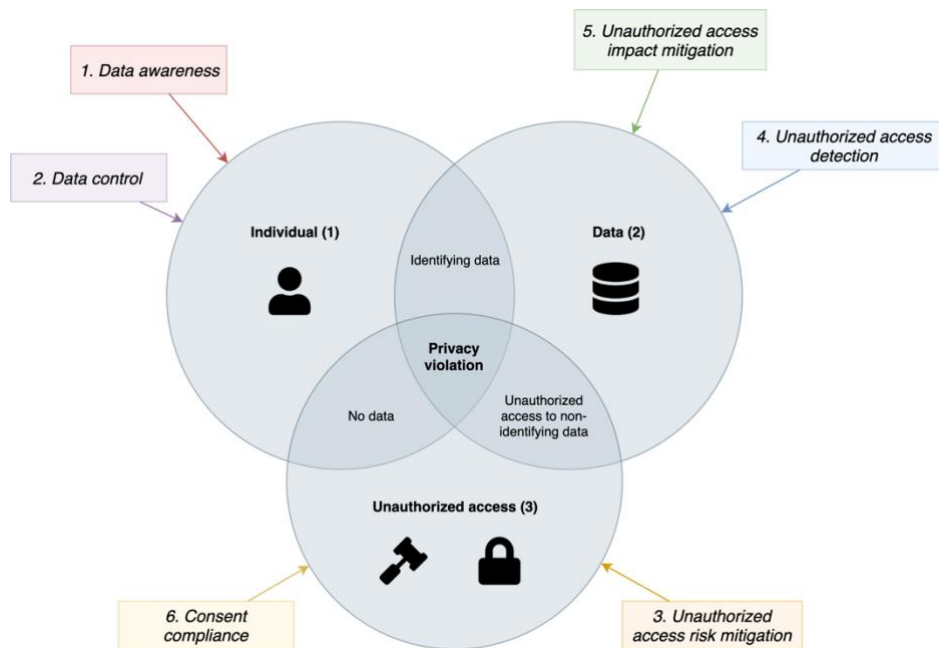 5. Unauthorized access
impact mitigation
1. Data awareness
4. Unauthorized access
detection
2. Data control
Individual (1)
Data (2)
Identifying data
Privacy
violation
No data
Unauthorized
access to non-
identifying data
Unauthorized access (3)
6. Consent
compliance
3. Unauthorized
access risk mitigation